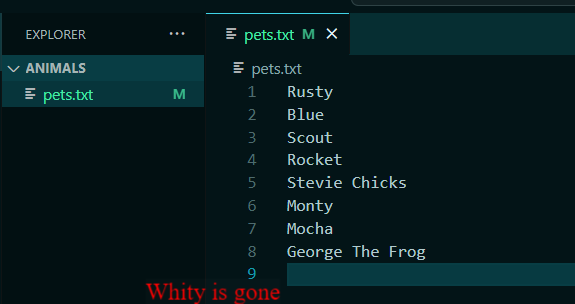 EXPLORER ...
ANIMALS
pets.txt M
pets.txt M
pets.txt
1 Rusty
2 Blue
3 Scout
4 Rocket
5 Stevie Chicks
6 Monty
7 Mocha
8 George The Frog
9
Whity is gone